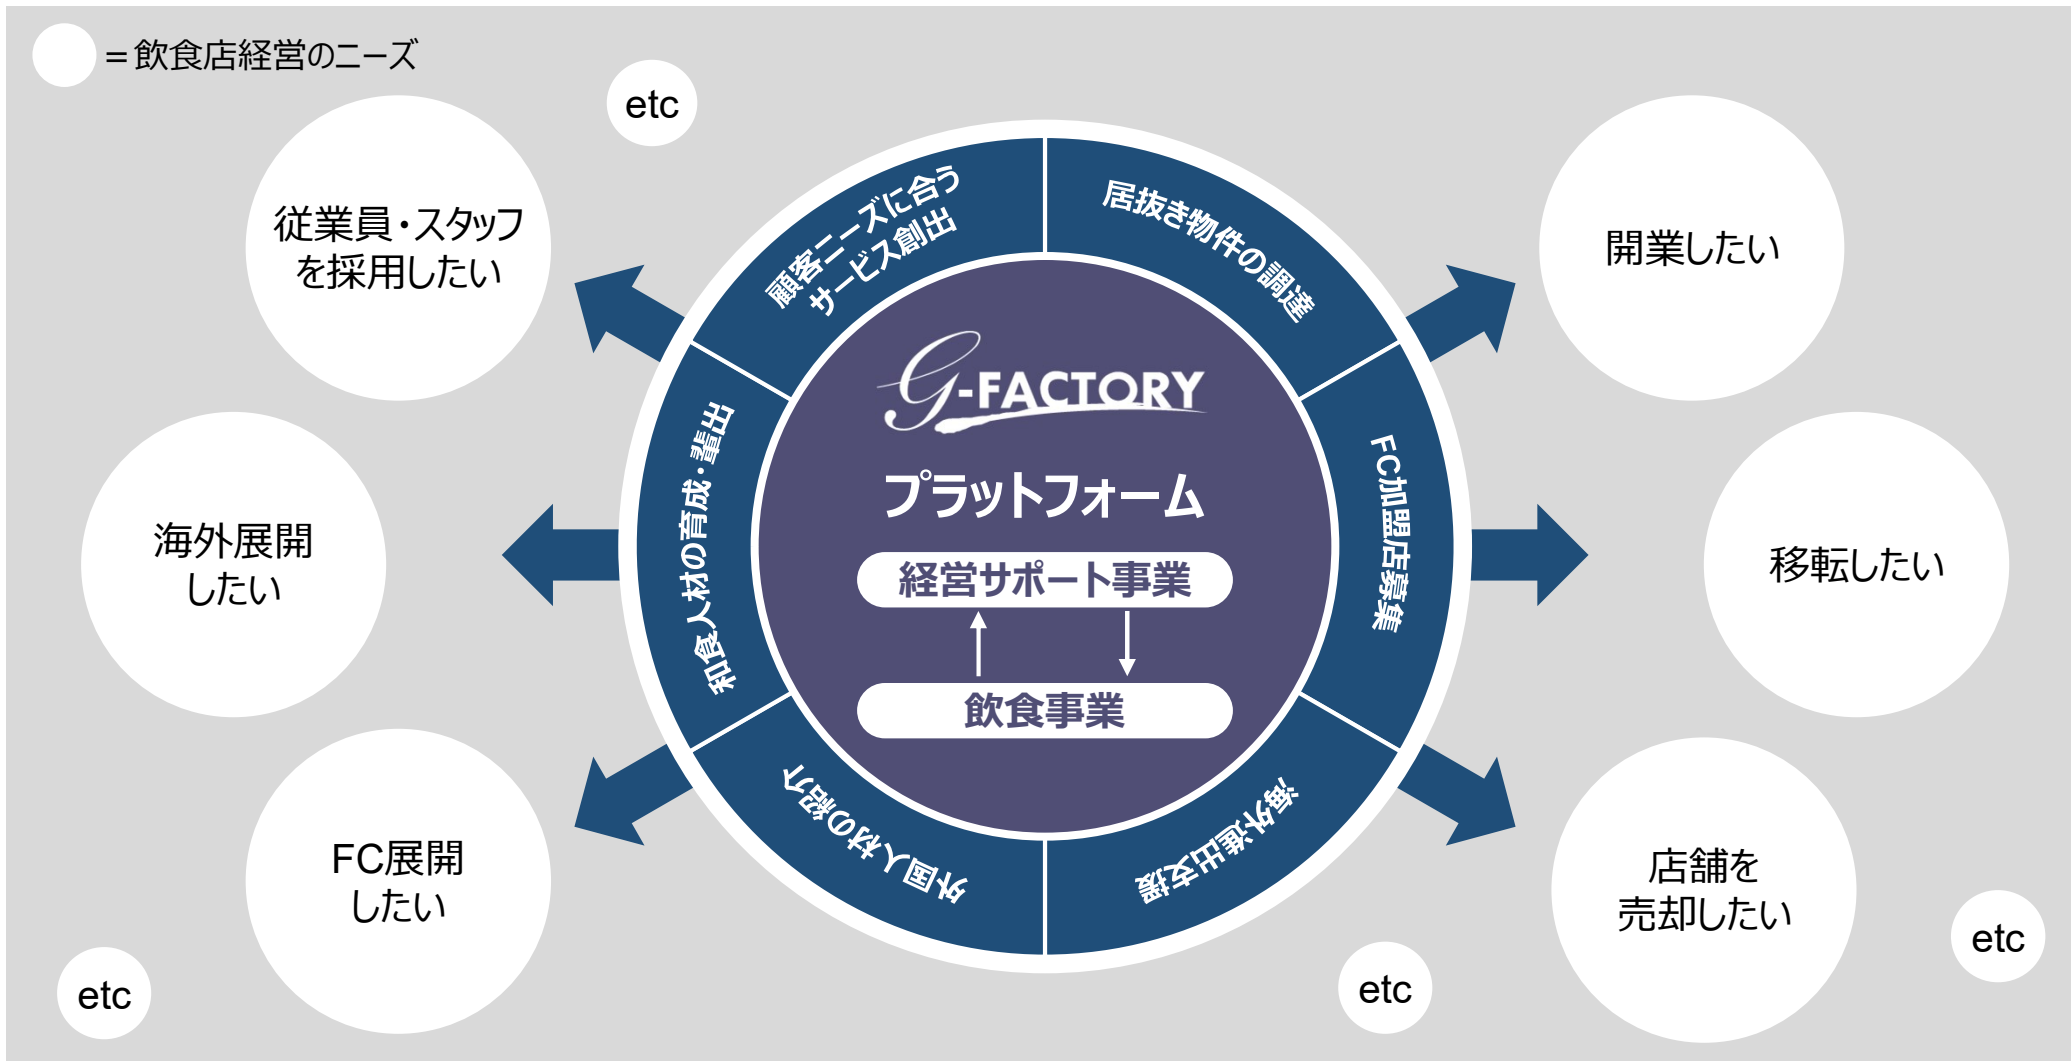 =飲食店経営のニーズ
etc
従業員・スタッフ
を採用したい
海外展開
したい
FC展開
したい
etc
顧客ニーズに合う
サービス創出
居抜き物件の調達
FC加盟店募集
海外進出支援
外国人材の紹介
和食人材の育成・輩出
G-FACTORY
プラットフォーム
経営サポート事業
飲食事業
開業したい
移転したい
店舗を
売却したい
etc
etc